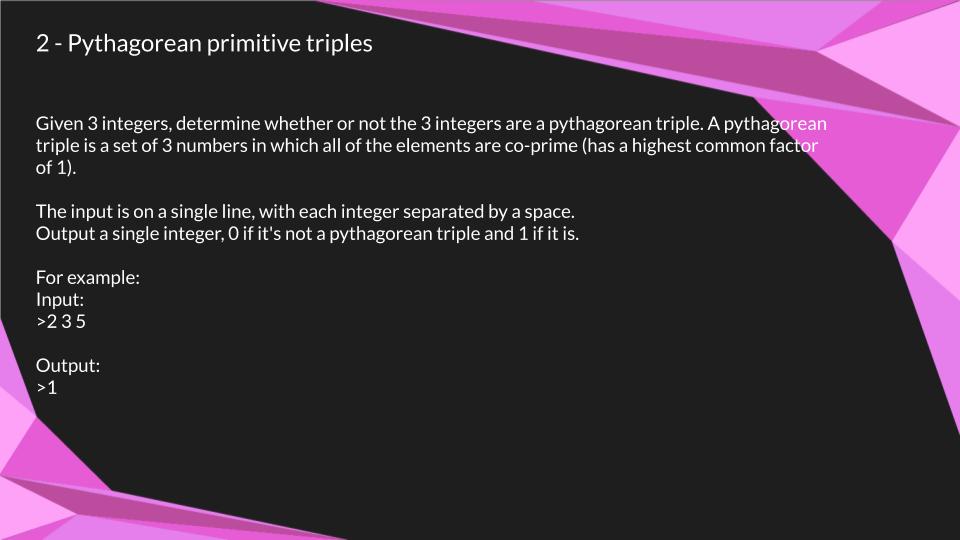 2 - Pythagorean primitive triples
Given 3 integers, determine whether or not the 3 integers are a pythagorean triple. A pythagorean
triple is a set of 3 numbers in which all of the elements are co-prime (has a highest common factor
of 1).
The input is on a single line, with each integer separated by a space.
Output a single integer, 0 if it's not a pythagorean triple and 1 if it is.
For example:
Input:
>2 3 5
Output:
>1